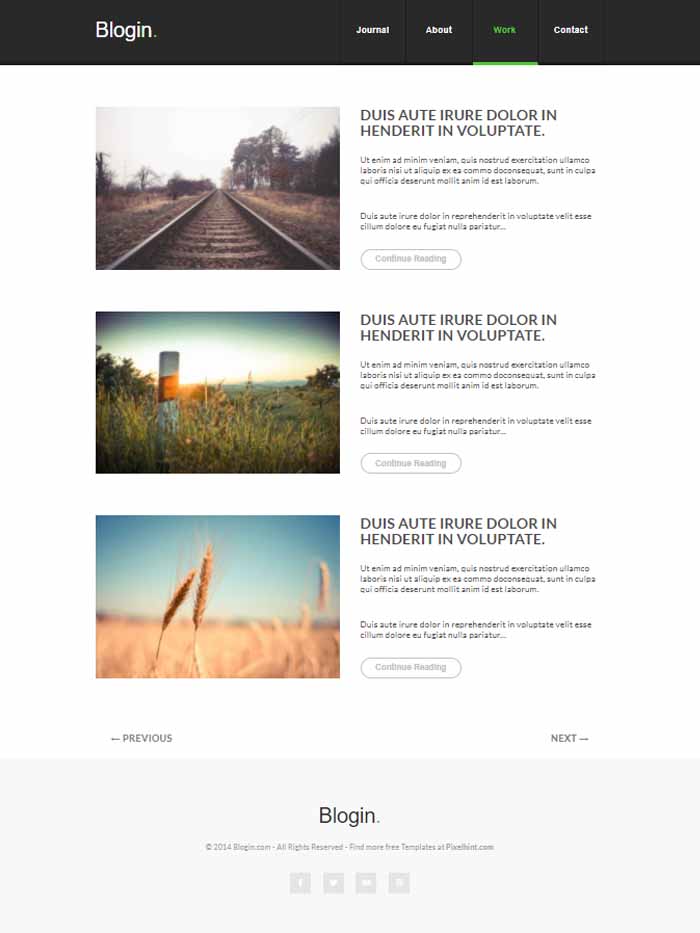 Blogin.
Journal
About
Work
Contact
DUIS AUTE IRURE DOLOR IN
HENDERIT IN VOLUPTATE.
Ut enim ad minim veniam, quis nostrud exercitation ullamco
laboris nisi ut aliquip ex ea commo doconsequat, sunt in culpa
qui officia deserunt mollit anim id est laborum.
Duis aute irure dolor in reprehenderit in voluptate velit esse
cillum dolore eu fugiat nulla pariatur...
Continue Reading
DUIS AUTE IRURE DOLOR IN
HENDERIT IN VOLUPTATE.
Ut enim ad minim veniam, quis nostrud exercitation ullamco
laboris nisi ut aliquip ex ea commo doconsequat, sunt in culpa
qui officia deserunt mollit anim id est laborum.
Duis aute irure dolor in reprehenderit in voluptate velit esse
cillum dolore eu fugiat nulla pariatur...
Continue Reading
DUIS AUTE IRURE DOLOR IN
HENDERIT IN VOLUPTATE.
Ut enim ad minim veniam, quis nostrud exercitation ullamco
laboris nisi ut aliquip ex ea commo doconsequat, sunt in culpa
qui officia deserunt mollit anim id est laborum.
Duis aute irure dolor in reprehenderit in voluptate velit esse
cillum dolore eu fugiat nulla pariatur...
Continue Reading
← PREVIOUS
NEXT →
Blogin.
© 2014 Blogin.com - All Rights Reserved - Find more free Templates at Pixelhint.com